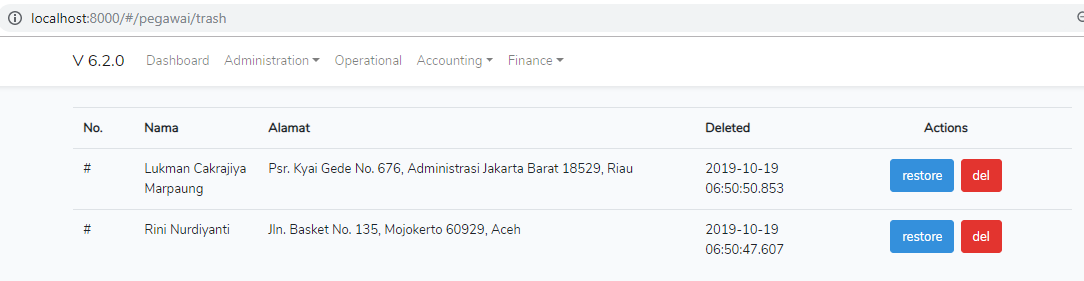 localhost:8000/#/pegawai/trash
V 6.2.0 Dashboard Administration Operational Accounting Finance
No. Nama Alamat Deleted Actions
# Lukman Cakrajiya Psr. Kyai Gede No. 676, Administrasi Jakarta Barat 18529, Riau 2019-10-19 restore del
Marpaung 06:50:50.853
# Rini Nurdiyanti Jln. Basket No. 135, Mojokerto 60929, Aceh 2019-10-19 restore del
06:50:47.607